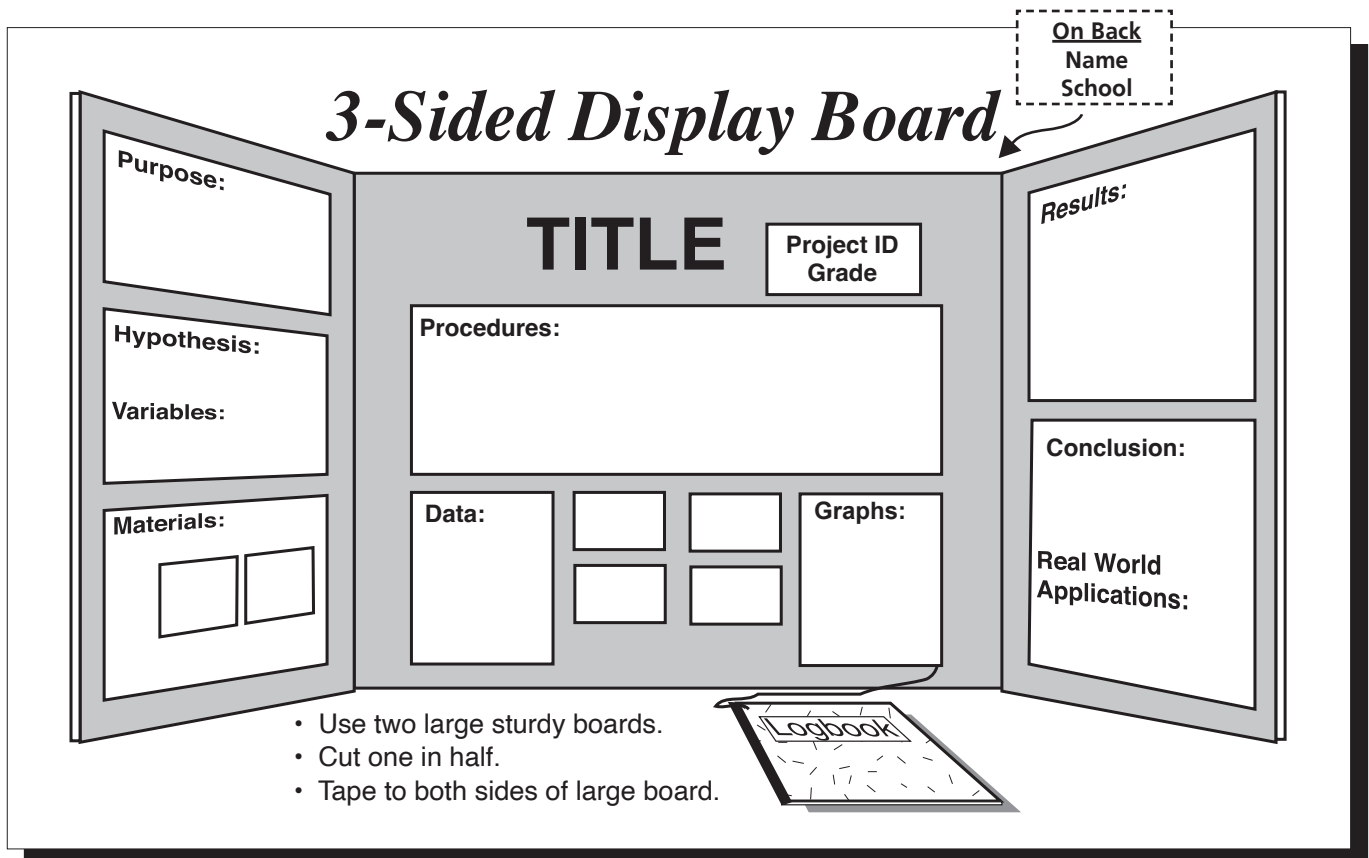 On Back
Name
School
3-Sided Display Board
Purpose:
Hypothesis:
Variables:
Materials:
TITLE
Project ID
Grade
Procedures:
Data:
Graphs:
Results:
Conclusion:
Real World
Applications:
• Use two large sturdy boards.
• Cut one in half.
• Tape to both sides of large board.
Logbook